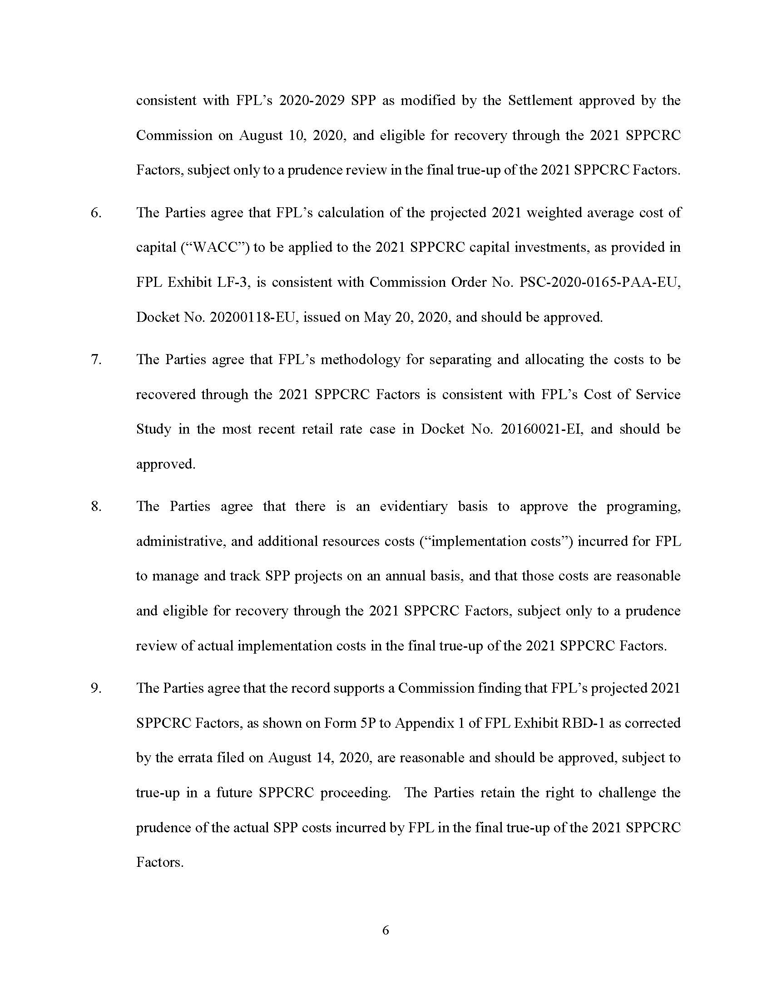 consistent with FPL’s 2020-2029 SPP as modified by the Settlement approved by the
Commission on August 10, 2020, and eligible for recovery through the 2021 SPPCRC
Factors, subject only to a prudence review in the final true-up of the 2021 SPPCRC Factors.
6. The Parties agree that FPL’s calculation of the projected 2021 weighted average cost of
capital (“WACC”) to be applied to the 2021 SPPCRC capital investments, as provided in
FPL Exhibit LF-3, is consistent with Commission Order No. PSC-2020-0165-PAA-EU,
Docket No. 20200118-EU, issued on May 20, 2020, and should be approved.
7. The Parties agree that FPL’s methodology for separating and allocating the costs to be
recovered through the 2021 SPPCRC Factors is consistent with FPL’s Cost of Service
Study in the most recent retail rate case in Docket No. 20160021-EI, and should be
approved.
8. The Parties agree that there is an evidentiary basis to approve the programing,
administrative, and additional resources costs (“implementation costs”) incurred for FPL
to manage and track SPP projects on an annual basis, and that those costs are reasonable
and eligible for recovery through the 2021 SPPCRC Factors, subject only to a prudence
review of actual implementation costs in the final true-up of the 2021 SPPCRC Factors.
9. The Parties agree that the record supports a Commission finding that FPL’s projected 2021
SPPCRC Factors, as shown on Form 5P to Appendix 1 of FPL Exhibit RBD-1 as corrected
by the errata filed on August 14, 2020, are reasonable and should be approved, subject to
true-up in a future SPPCRC proceeding. The Parties retain the right to challenge the
prudence of the actual SPP costs incurred by FPL in the final true-up of the 2021 SPPCRC
Factors.
6